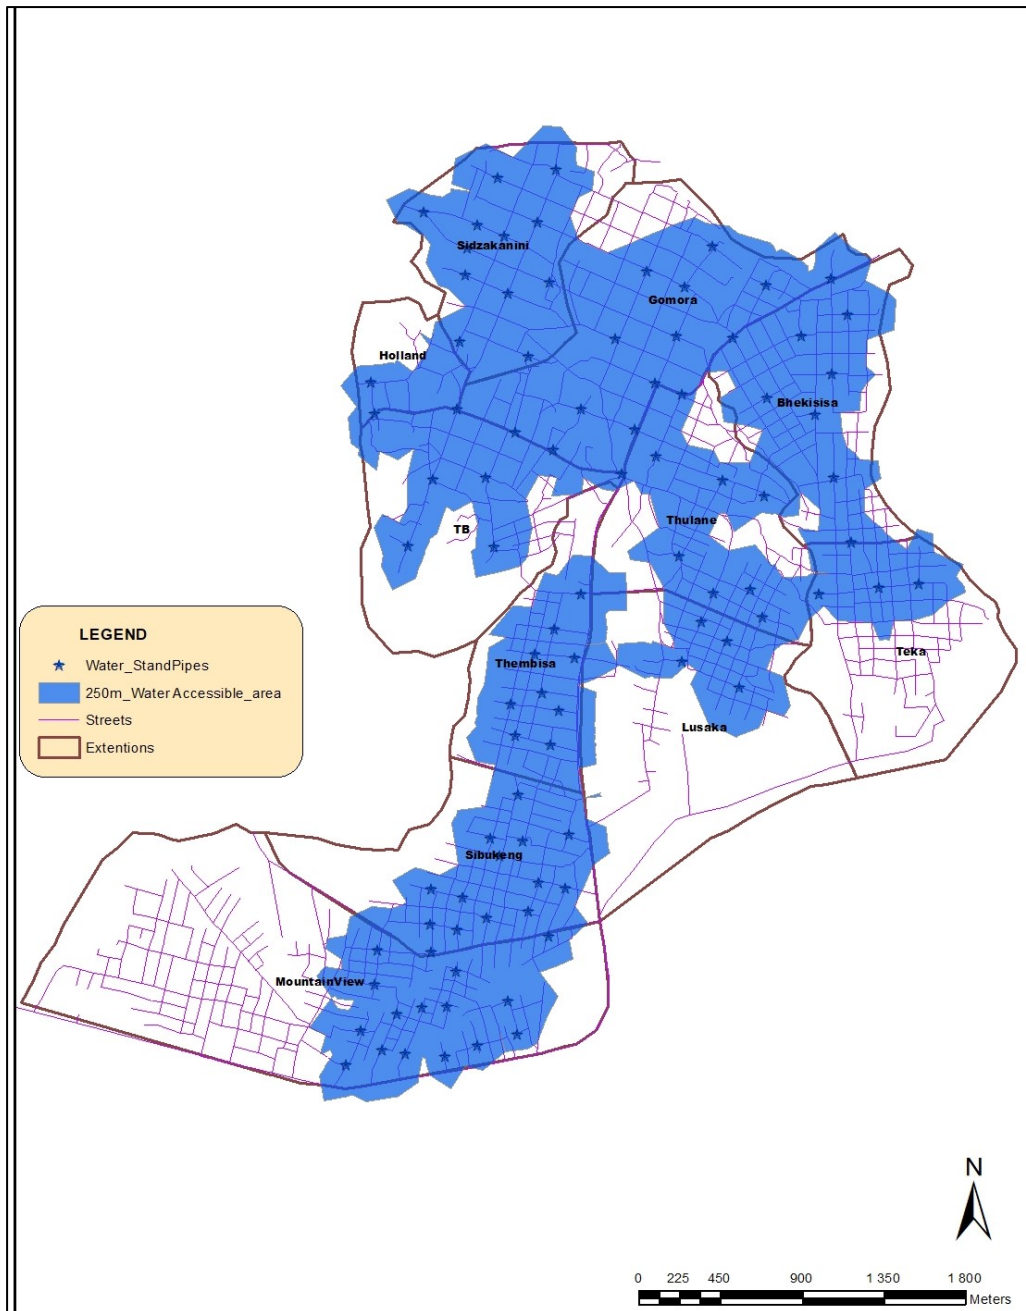 Sidzakanini
Gomora
Holland
Bhekisisa
Thulane
TB
Teka
Thembisa
Lusaka
Sibukeng
MountainView
LEGEND
Water_StandPipes
250m_Water Accessible_area
Streets
Extentions
N
0 225 450 900 1 350 1 800
Meters